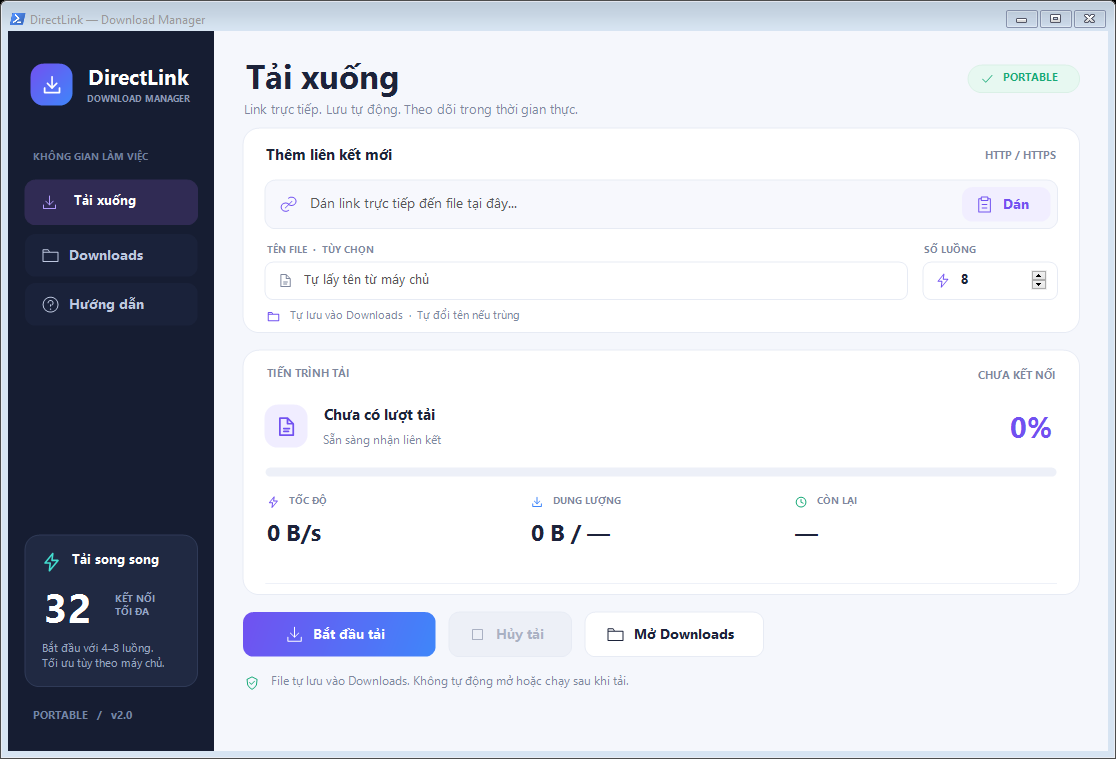 DirectLink — Download Manager
DirectLink
DOWNLOAD MANAGER
KHÔNG GIAN LÀM VIỆC
Tải xuống
Downloads
Hướng dẫn
Tải song song
32
KẾT NỐI
TỐI ĐA
Bắt đầu với 4–8 luồng.
Tối ưu tùy theo máy chủ.
PORTABLE / v2.0
Tải xuống
PORTABLE
Link trực tiếp. Lưu tự động. Theo dõi trong thời gian thực.
Thêm liên kết mới
HTTP / HTTPS
Dán link trực tiếp đến file tại đây...
Dán
TÊN FILE · TÙY CHỌN
SỐ LUỒNG
Tự lấy tên từ máy chủ
8
Tự lưu vào Downloads · Tự đổi tên nếu trùng
TIẾN TRÌNH TẢI
CHƯA KẾT NỐI
Chưa có lượt tải
Sẵn sàng nhận liên kết
0%
TỐC ĐỘ
DUNG LƯỢNG
CÒN LẠI
0 B/s
0 B / —
—
Bắt đầu tải
Hủy tải
Mở Downloads
File tự lưu vào Downloads. Không tự động mở hoặc chạy sau khi tải.